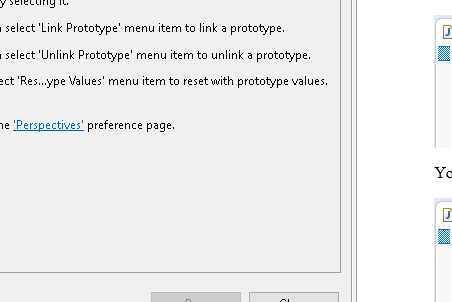 y selecting it.
select 'Link Prototype' menu item to link a prototype.
select 'Unlink Prototype' menu item to unlink a prototype.
ect 'Res...ype Values' menu item to reset with prototype values.
ne 'Perspectives' preference page.
Yo